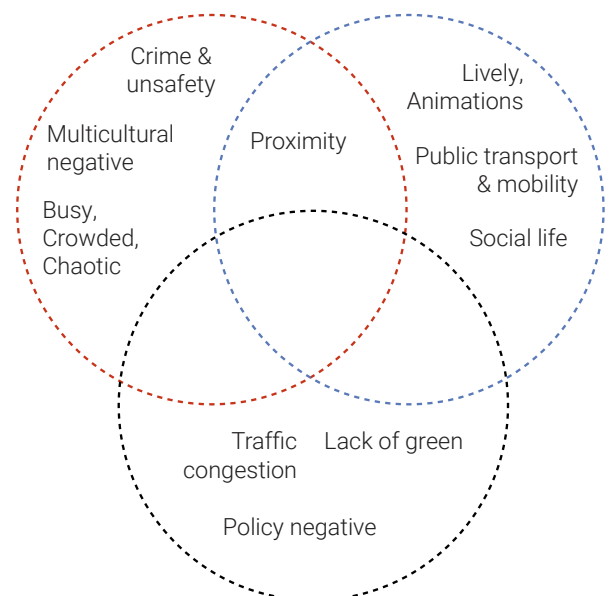 Crime &
unsafety
Multicultural
negative
Busy,
Crowded,
Chaotic
Proximity
Lively,
Animations
Public transport
& mobility
Social life
Traffic
congestion
Lack of green
Policy negative